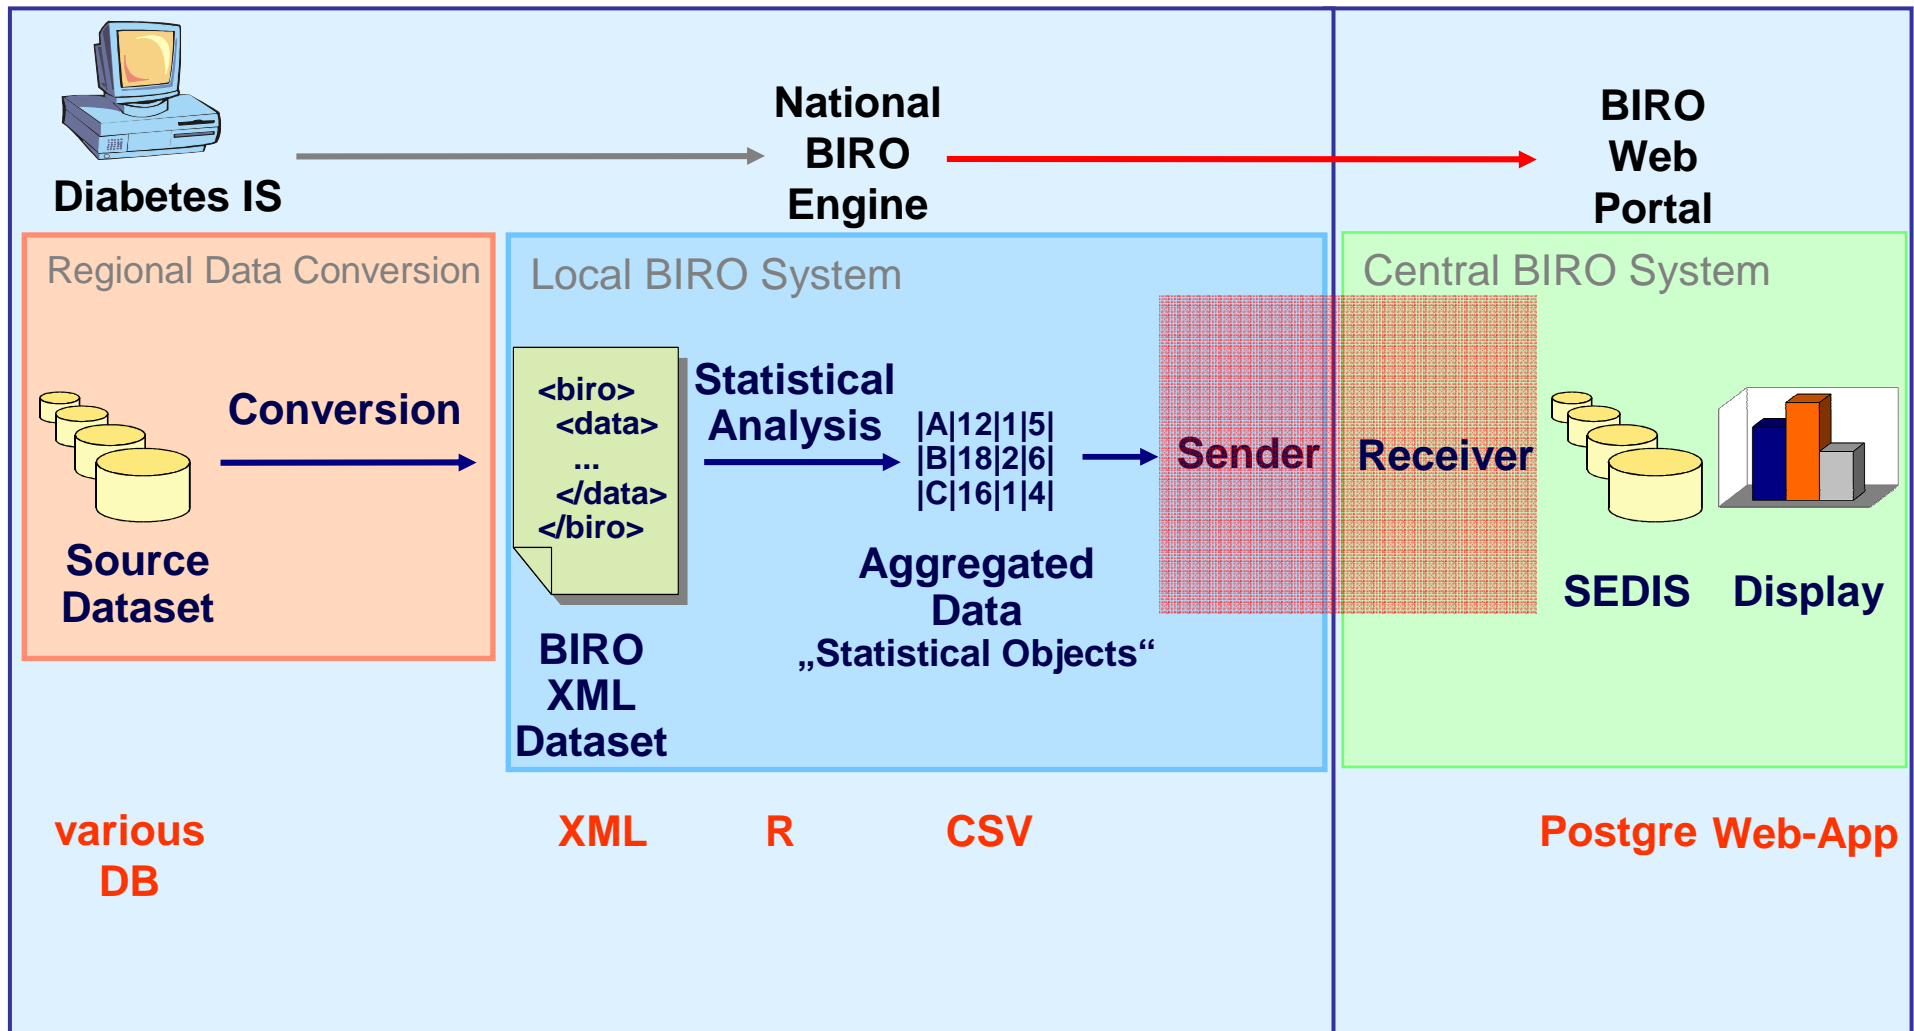 Diabetes IS
National
BIRO
Engine
BIRO
Web
Portal
Regional Data Conversion
Source
Dataset
Conversion
Local BIRO System
<biro>
<data>
...
</data>
</biro>
BIRO
XML
Dataset
Statistical
Analysis
|A|12|1|5|
|B|18|2|6|
|C|16|1|4|
Aggregated
Data
„Statistical Objects“
Sender
Central BIRO System
Receiver
SEDIS
Display
various
DB
XML
R
CSV
Postgre
Web-App